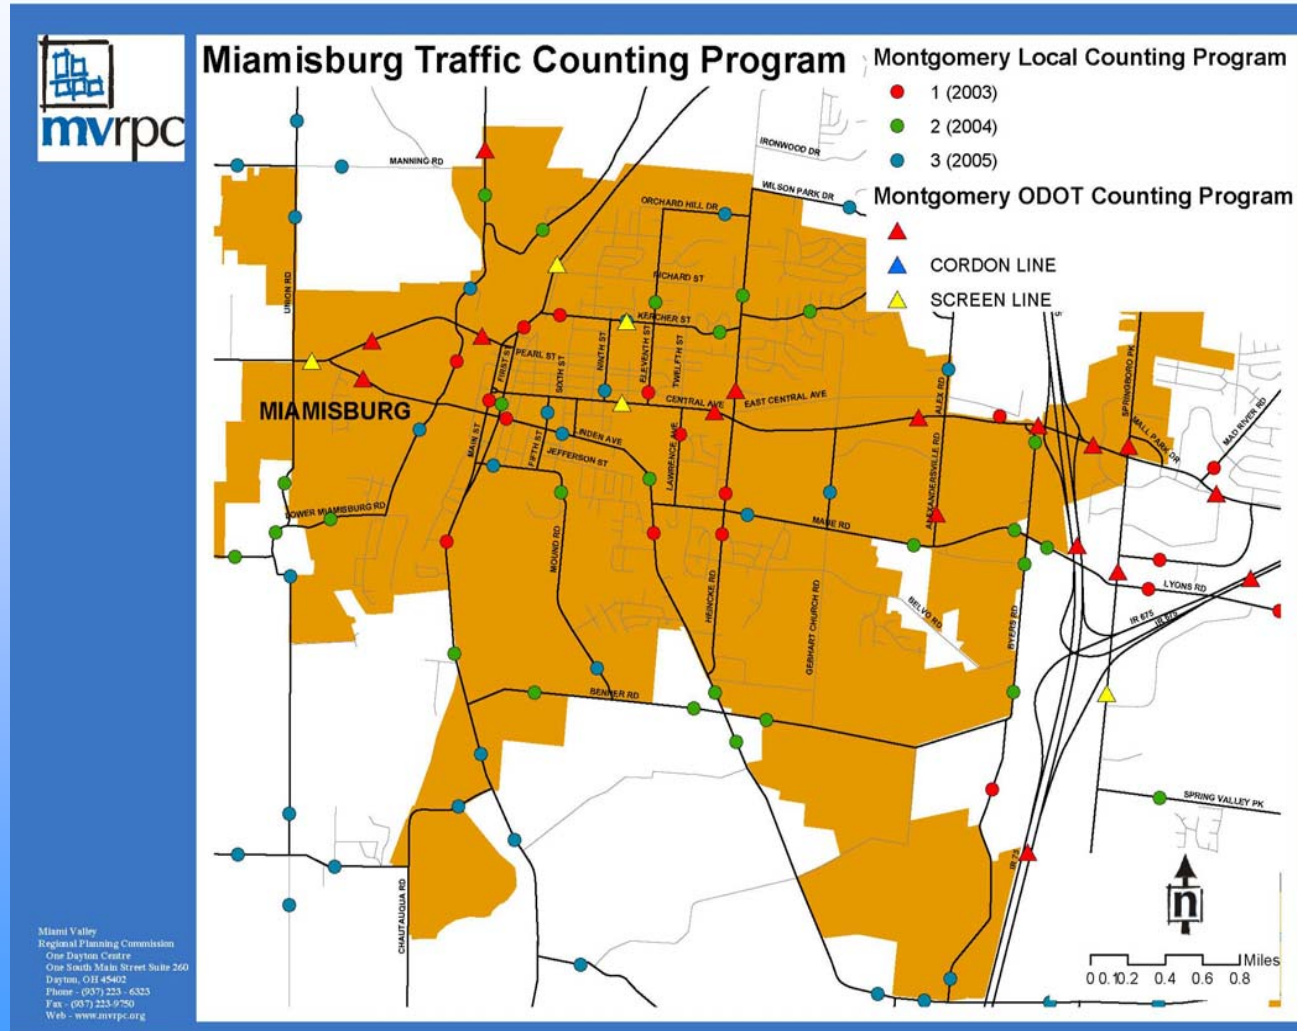 mvrpc
Miamisburg Traffic Counting Program
Montgomery Local Counting Program
1 (2003)
2 (2004)
3 (2005)
Montgomery ODOT Counting Program
CORDON LINE
SCREEN LINE
IRONWOOD DR
MANNING RD
WILSON PARK DR
ORCHARD HILL DR
RICHARD ST
UNION RD
KERCHER ST
PEARL ST
FIRST ST
SIXTH ST
NINTH ST
ELEVENTH ST
TWELFTH ST
CENTRAL AVE
EAST CENTRAL AVE
ALEX RD
SPRINGBORO PK
MALL PARK DR
MAD RIVER RD
MIAMISBURG
MAIN ST
FIFTH ST
LINDEN AVE
JEFFERSON ST
LAWRENCE AVE
ALEXANDERSVILLE RD
LOWER MIAMISBURG RD
MAUE RD
MOUND RD
HEINCKE RD
GEBHART CHURCH RD
BELVO RD
BYERS RD
LYONS RD
IR 675
IR 675
BENNER RD
SPRING VALLEY PK
IR 75
CHAUTAUQUA RD
n
0 0.10.2 0.4 0.6 0.8 Miles
Miami Valley
Regional Planning Commission
One Dayton Centre
One South Main Street Suite 260
Dayton, OH 45402
Phone - (937) 223 - 6323
Fax - (937) 223-9750
Web - www.mvrpc.org